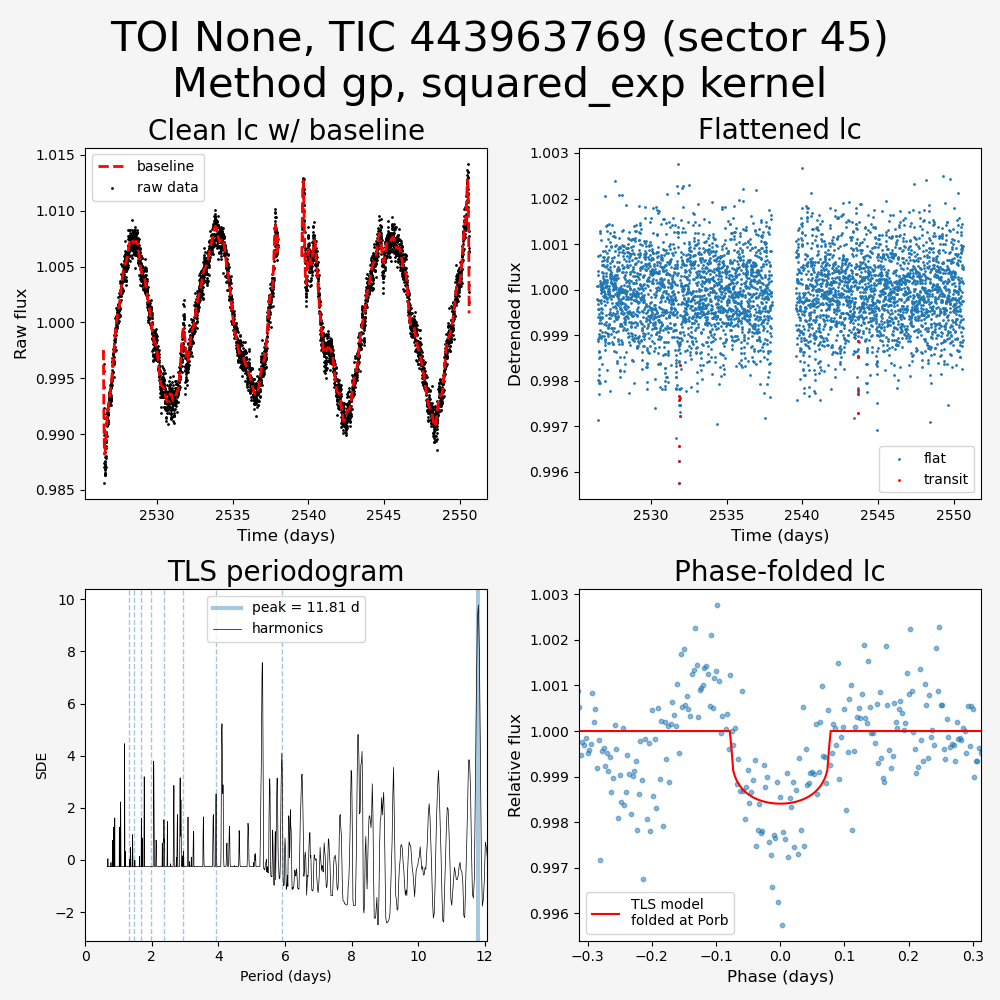 TOI None, TIC 443963769 (sector 45)
Method gp, squared_exp kernel
Clean lc w/ baseline
baseline
raw data
1.015
1.010
1.005
1.000
0.995
0.990
0.985
Raw flux
2530 2535 2540 2545 2550
Time (days)
Flattened lc
1.003
1.002
1.001
1.000
0.999
0.998
0.997
0.996
Detrended flux
flat
transit
2530 2535 2540 2545 2550
Time (days)
TLS periodogram
peak = 11.81 d
harmonics
10
8
6
4
2
0
−2
SDE
0 2 4 6 8 10 12
Period (days)
Phase-folded lc
1.003
1.002
1.001
1.000
0.999
0.998
0.997
0.996
Relative flux
TLS model
folded at Porb
−0.3 −0.2 −0.1 0.0 0.1 0.2 0.3
Phase (days)